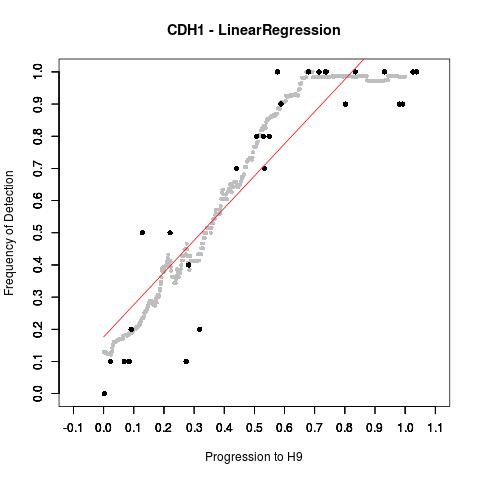 CDH1 - LinearRegression
Frequency of Detection
1.0
0.9
0.8
0.7
0.6
0.5
0.4
0.3
0.2
0.1
0.0
-0.1 0.0 0.1 0.2 0.3 0.4 0.5 0.6 0.7 0.8 0.9 1.0 1.1
Progression to H9